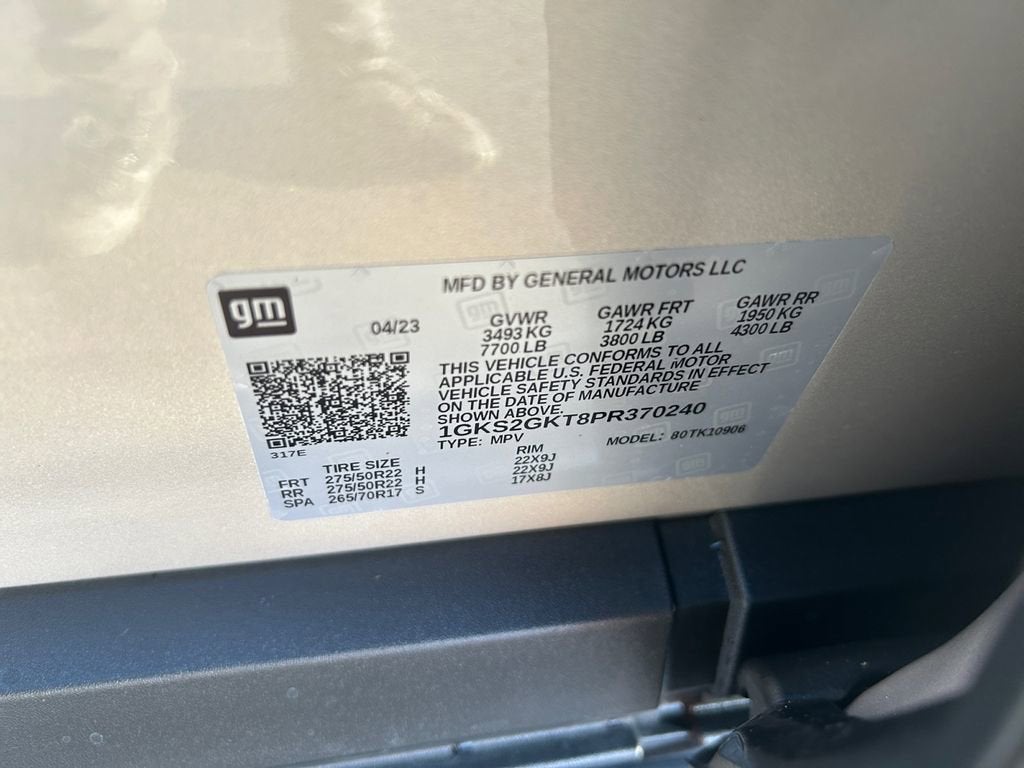 gm
MFD BY GENERAL MOTORS LLC
04/23
GVWR GAWR FRT GAWR RR
3493 KG 1724 KG 1950 KG
7700 LB 3800 LB 4300 LB
THIS VEHICLE CONFORMS TO ALL
APPLICABLE U.S. FEDERAL MOTOR
VEHICLE SAFETY STANDARDS IN EFFECT
ON THE DATE OF MANUFACTURE
SHOWN ABOVE.
1GKS2GKT8PR370240
TYPE: MPV MODEL: 80TK10906
317E
TIRE SIZE RIM
FRT 275/50R22 H 22X9J
RR 275/50R22 H 22X9J
SPA 265/70R17 S 17X8J